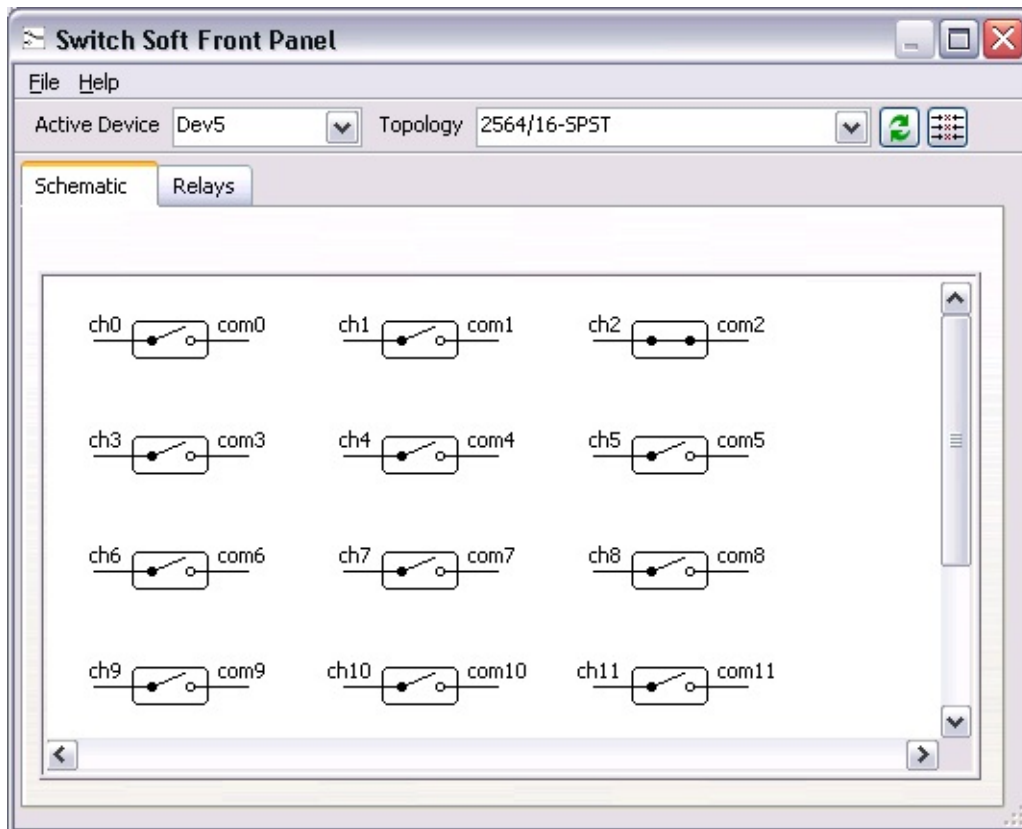 Switch Soft Front Panel
File Help
Active Device Dev5 Topology 2564/16-SPST
Schematic Relays
ch0 com0 ch1 com1 ch2 com2
ch3 com3 ch4 com4 ch5 com5
ch6 com6 ch7 com7 ch8 com8
ch9 com9 ch10 com10 ch11 com11